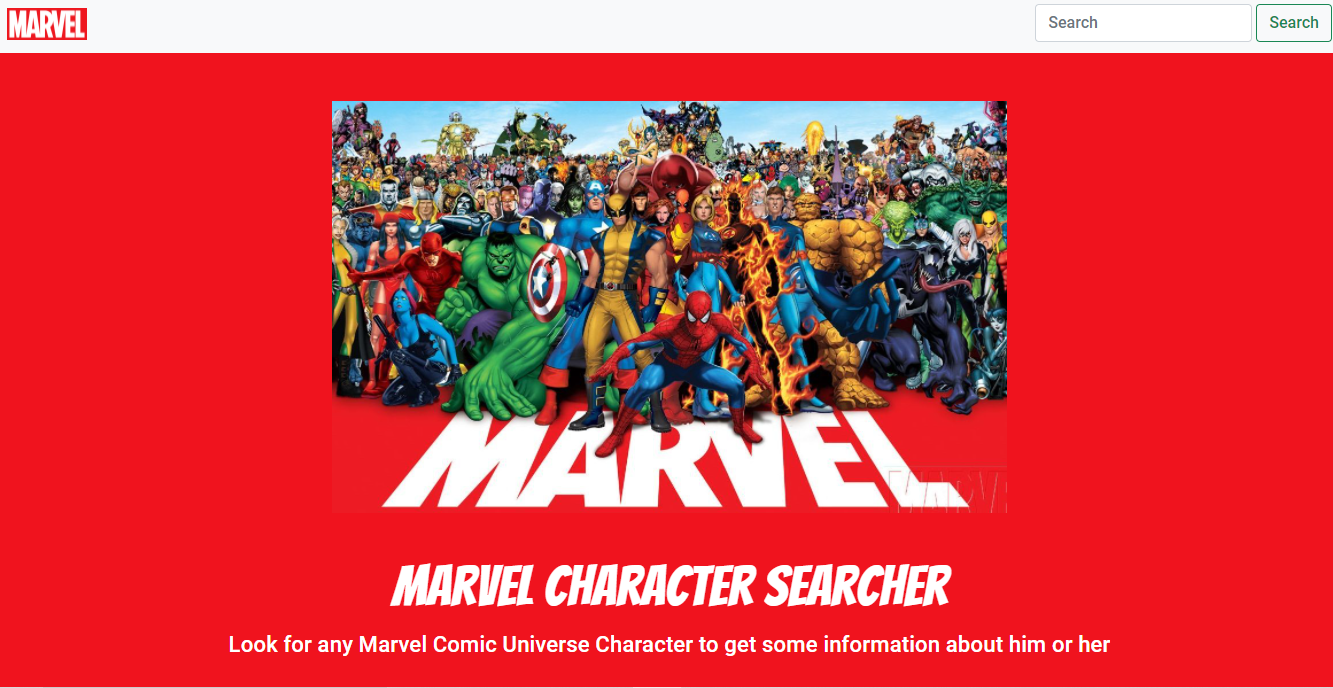 MARVEL
Search
Search
MARVEL
MARVEL
MARVEL CHARACTER SEARCHER
Look for any Marvel Comic Universe Character to get some information about him or her